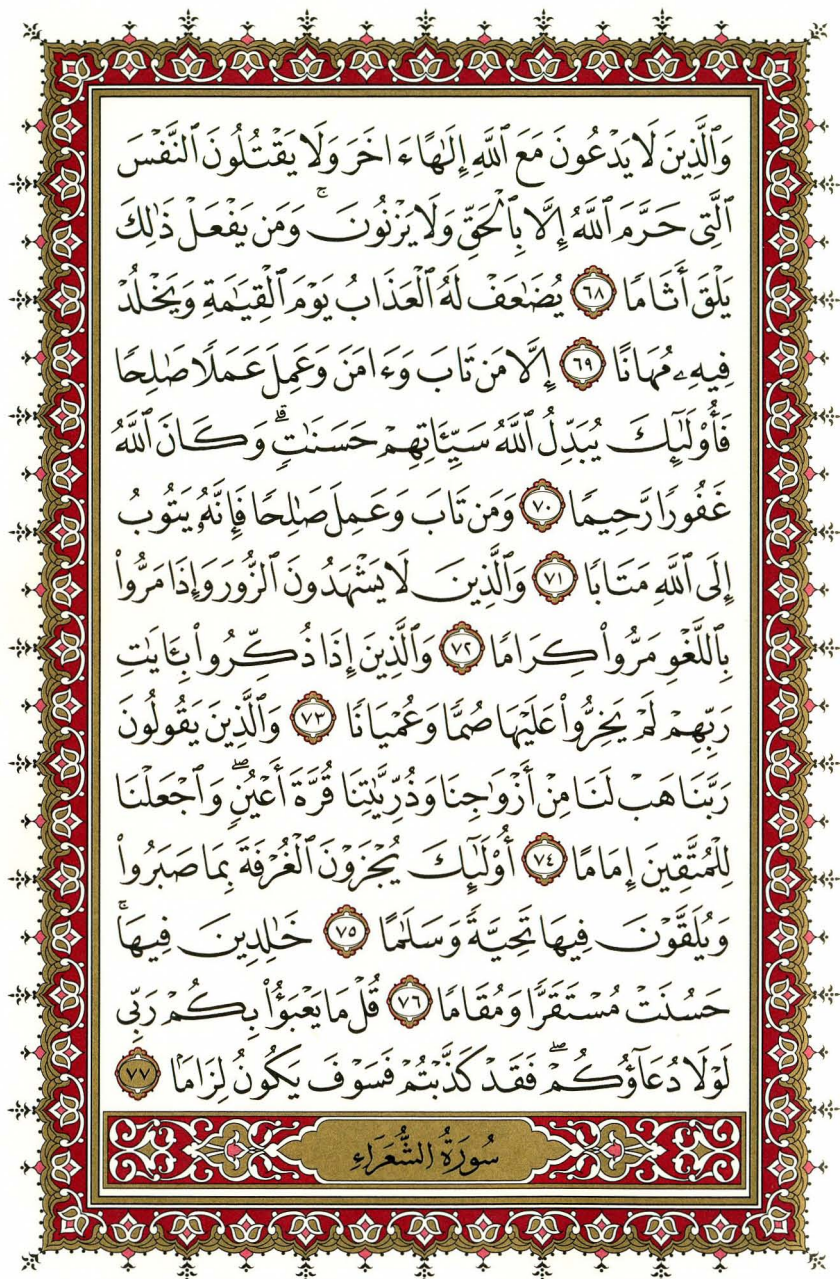 وَٱلَّذِينَ لَا يَدْعُونَ مَعَ ٱللَّهِ إِلَـٰهًا ءَاخَرَ وَلَا يَقْتُلُونَ ٱلنَّفْسَ
ٱلَّتِى حَرَّمَ ٱللَّهُ إِلَّا بِٱلْحَقِّ وَلَا يَزْنُونَ ۚ وَمَن يَفْعَلْ ذَٰلِكَ
يَلْقَ أَثَامًا ٦٨ يُضَـٰعَفْ لَهُ ٱلْعَذَابُ يَوْمَ ٱلْقِيَـٰمَةِ وَيَخْلُدْ
فِيهِۦ مُهَانًا ٦٩ إِلَّا مَن تَابَ وَءَامَنَ وَعَمِلَ عَمَلًا صَـٰلِحًا
فَأُو۟لَـٰٓئِكَ يُبَدِّلُ ٱللَّهُ سَيِّـَٔاتِهِمْ حَسَنَـٰتٍ ۗ وَكَانَ ٱللَّهُ
غَفُورًا رَّحِيمًا ٧٠ وَمَن تَابَ وَعَمِلَ صَـٰلِحًا فَإِنَّهُۥ يَتُوبُ
إِلَى ٱللَّهِ مَتَابًا ٧١ وَٱلَّذِينَ لَا يَشْهَدُونَ ٱلزُّورَ وَإِذَا مَرُّوا۟
بِٱللَّغْوِ مَرُّوا۟ كِرَامًا ٧٢ وَٱلَّذِينَ إِذَا ذُكِّرُوا۟ بِـَٔايَـٰتِ
رَبِّهِمْ لَمْ يَخِرُّوا۟ عَلَيْهَا صُمًّا وَعُمْيَانًا ٧٣ وَٱلَّذِينَ يَقُولُونَ
رَبَّنَا هَبْ لَنَا مِنْ أَزْوَٰجِنَا وَذُرِّيَّـٰتِنَا قُرَّةَ أَعْيُنٍ ۖ وَٱجْعَلْنَا
لِلْمُتَّقِينَ إِمَامًا ٧٤ أُو۟لَـٰٓئِكَ يُجْزَوْنَ ٱلْغُرْفَةَ بِمَا صَبَرُوا۟
وَيُلَقَّوْنَ فِيهَا تَحِيَّةً وَسَلَـٰمًا ٧٥ خَـٰلِدِينَ فِيهَا ۚ
حَسُنَتْ مُسْتَقَرًّا وَمُقَامًا ٧٦ قُلْ مَا يَعْبَؤُا۟ بِكُمْ رَبِّى
لَوْلَا دُعَآؤُكُمْ ۖ فَقَدْ كَذَّبْتُمْ فَسَوْفَ يَكُونُ لِزَامًۢا ٧٧
سُورَةُ الشُّعَرَاءِ